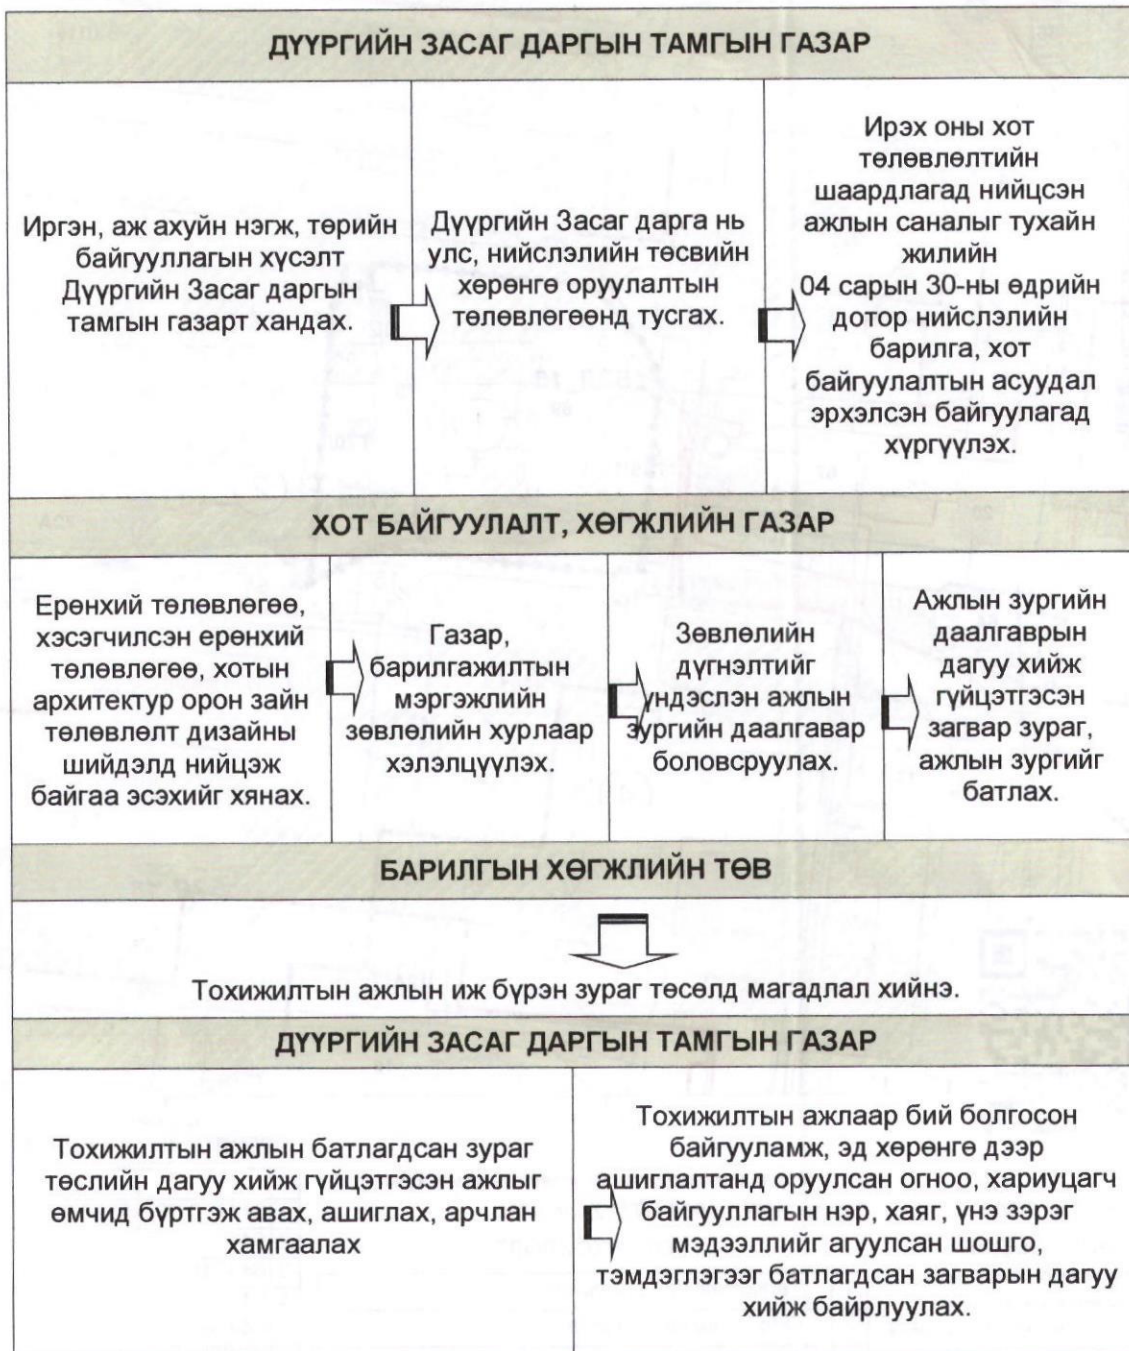 ДҮҮРГИЙН ЗАСАГ ДАРГЫН ТАМГЫН ГАЗАР
Иргэн, аж ахуйн нэгж, төрийн
байгууллагын хүсэлт
Дүүргийн Засаг даргын
тамгын газарт хандах.
Дүүргийн Засаг дарга нь
улс, нийслэлийн төсвийн
хөрөнгө оруулалтын
төлөвлөгөөнд тусгах.
Ирэх оны хот
төлөвлөлтийн
шаардлагад нийцсэн
ажлын саналыг тухайн
жилийн
04 сарын 30-ны өдрийн
дотор нийслэлийн
барилга, хот
байгуулалтын асуудал
эрхэлсэн байгуулагад
хүргүүлэх.
ХОТ БАЙГУУЛАЛТ, ХӨГЖЛИЙН ГАЗАР
Ерөнхий төлөвлөгөө,
хэсэгчилсэн ерөнхий
төлөвлөгөө, хотын
архитектур орон зайн
төлөвлөлт дизайны
шийдэлд нийцэж
байгаа эсэхийг хянах.
Газар,
барилгажилтын
мэргэжлийн
зөвлөлийн хурлаар
хэлэлцүүлэх.
Зөвлөлийн
дүгнэлтийг
үндэслэн ажлын
зургийн даалгавар
боловсруулах.
Ажлын зургийн
даалгаврын
дагуу хийж
гүйцэтгэсэн
загвар зураг,
ажлын зургийг
батлах.
БАРИЛГЫН ХӨГЖЛИЙН ТӨВ
Тохижилтын ажлын иж бүрэн зураг төсөлд магадлал хийнэ.
ДҮҮРГИЙН ЗАСАГ ДАРГЫН ТАМГЫН ГАЗАР
Тохижилтын ажлын батлагдсан зураг
төслийн дагуу хийж гүйцэтгэсэн ажлыг
өмчид бүртгэж авах, ашиглах, арчлан
хамгаалах
Тохижилтын ажлаар бий болгосон
байгууламж, эд хөрөнгө дээр
ашиглалтанд оруулсан огноо, хариуцагч
байгууллагын нэр, хаяг, үнэ зэрэг
мэдээллийг агуулсан шошго,
тэмдэглэгээг батлагдсан загварын дагуу
хийж байрлуулах.